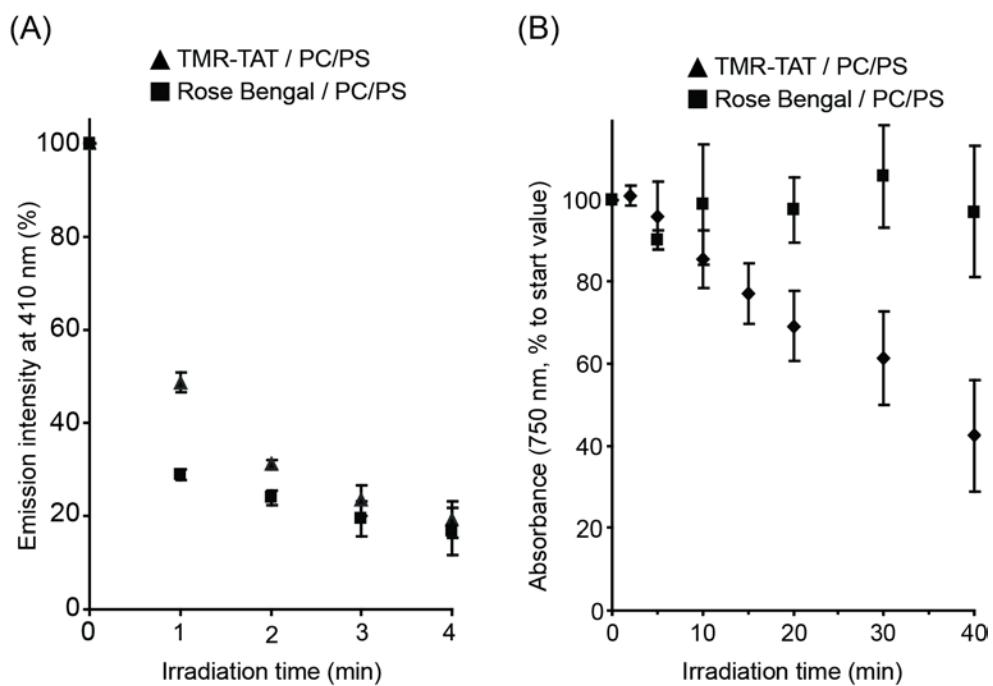 (A)
TMR-TAT / PC/PS
Rose Bengal / PC/PS
Emission intensity at 410 nm (%)
100
80
60
40
20
0
0 1 2 3 4
Irradiation time (min)
(B)
TMR-TAT / PC/PS
Rose Bengal / PC/PS
Absorbance (750 nm, % to start value)
100
80
60
40
20
0
0 10 20 30 40
Irradiation time (min)